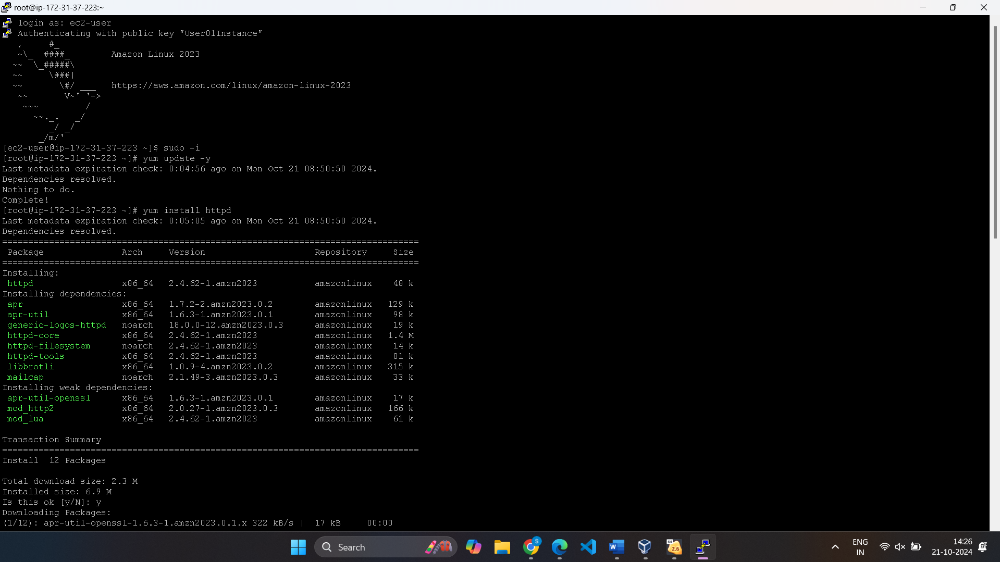 root@ip-172-31-37-223:~
login as: ec2-user
Authenticating with public key "User01Instance"
   ,     #_
   ~\_  ####_        Amazon Linux 2023
  ~~  \_#####\
  ~~     \###|
  ~~       \#/ ___   https://aws.amazon.com/linux/amazon-linux-2023
   ~~       V~' '->
    ~~~         /
      ~~._.   _/
         _/ _/
       _/m/'
[ec2-user@ip-172-31-37-223 ~]$ sudo -i
[root@ip-172-31-37-223 ~]# yum update -y
Last metadata expiration check: 0:04:56 ago on Mon Oct 21 08:50:50 2024.
Dependencies resolved.
Nothing to do.
Complete!
[root@ip-172-31-37-223 ~]# yum install httpd
Last metadata expiration check: 0:05:05 ago on Mon Oct 21 08:50:50 2024.
Dependencies resolved.
================================================================================
 Package               Arch     Version                     Repository     Size
================================================================================
Installing:
 httpd                 x86_64   2.4.62-1.amzn2023           amazonlinux    48 k
Installing dependencies:
 apr                   x86_64   1.7.2-2.amzn2023.0.2        amazonlinux   129 k
 apr-util              x86_64   1.6.3-1.amzn2023.0.1        amazonlinux    98 k
 generic-logos-httpd   noarch   18.0.0-12.amzn2023.0.3      amazonlinux    19 k
 httpd-core            x86_64   2.4.62-1.amzn2023           amazonlinux   1.4 M
 httpd-filesystem      noarch   2.4.62-1.amzn2023           amazonlinux    14 k
 httpd-tools           x86_64   2.4.62-1.amzn2023           amazonlinux    81 k
 libbrotli             x86_64   1.0.9-4.amzn2023.0.2        amazonlinux   315 k
 mailcap               noarch   2.1.49-3.amzn2023.0.3       amazonlinux    33 k
Installing weak dependencies:
 apr-util-openssl      x86_64   1.6.3-1.amzn2023.0.1        amazonlinux    17 k
 mod_http2             x86_64   2.0.27-1.amzn2023.0.3       amazonlinux   166 k
 mod_lua               x86_64   2.4.62-1.amzn2023           amazonlinux    61 k
Transaction Summary
================================================================================
Install  12 Packages
Total download size: 2.3 M
Installed size: 6.9 M
Is this ok [y/N]: y
Downloading Packages:
(1/12): apr-util-openssl-1.6.3-1.amzn2023.0.1.x 322 kB/s |  17 kB     00:00
Search
S
W
64
2.6
ENG
IN
14:26
21-10-2024